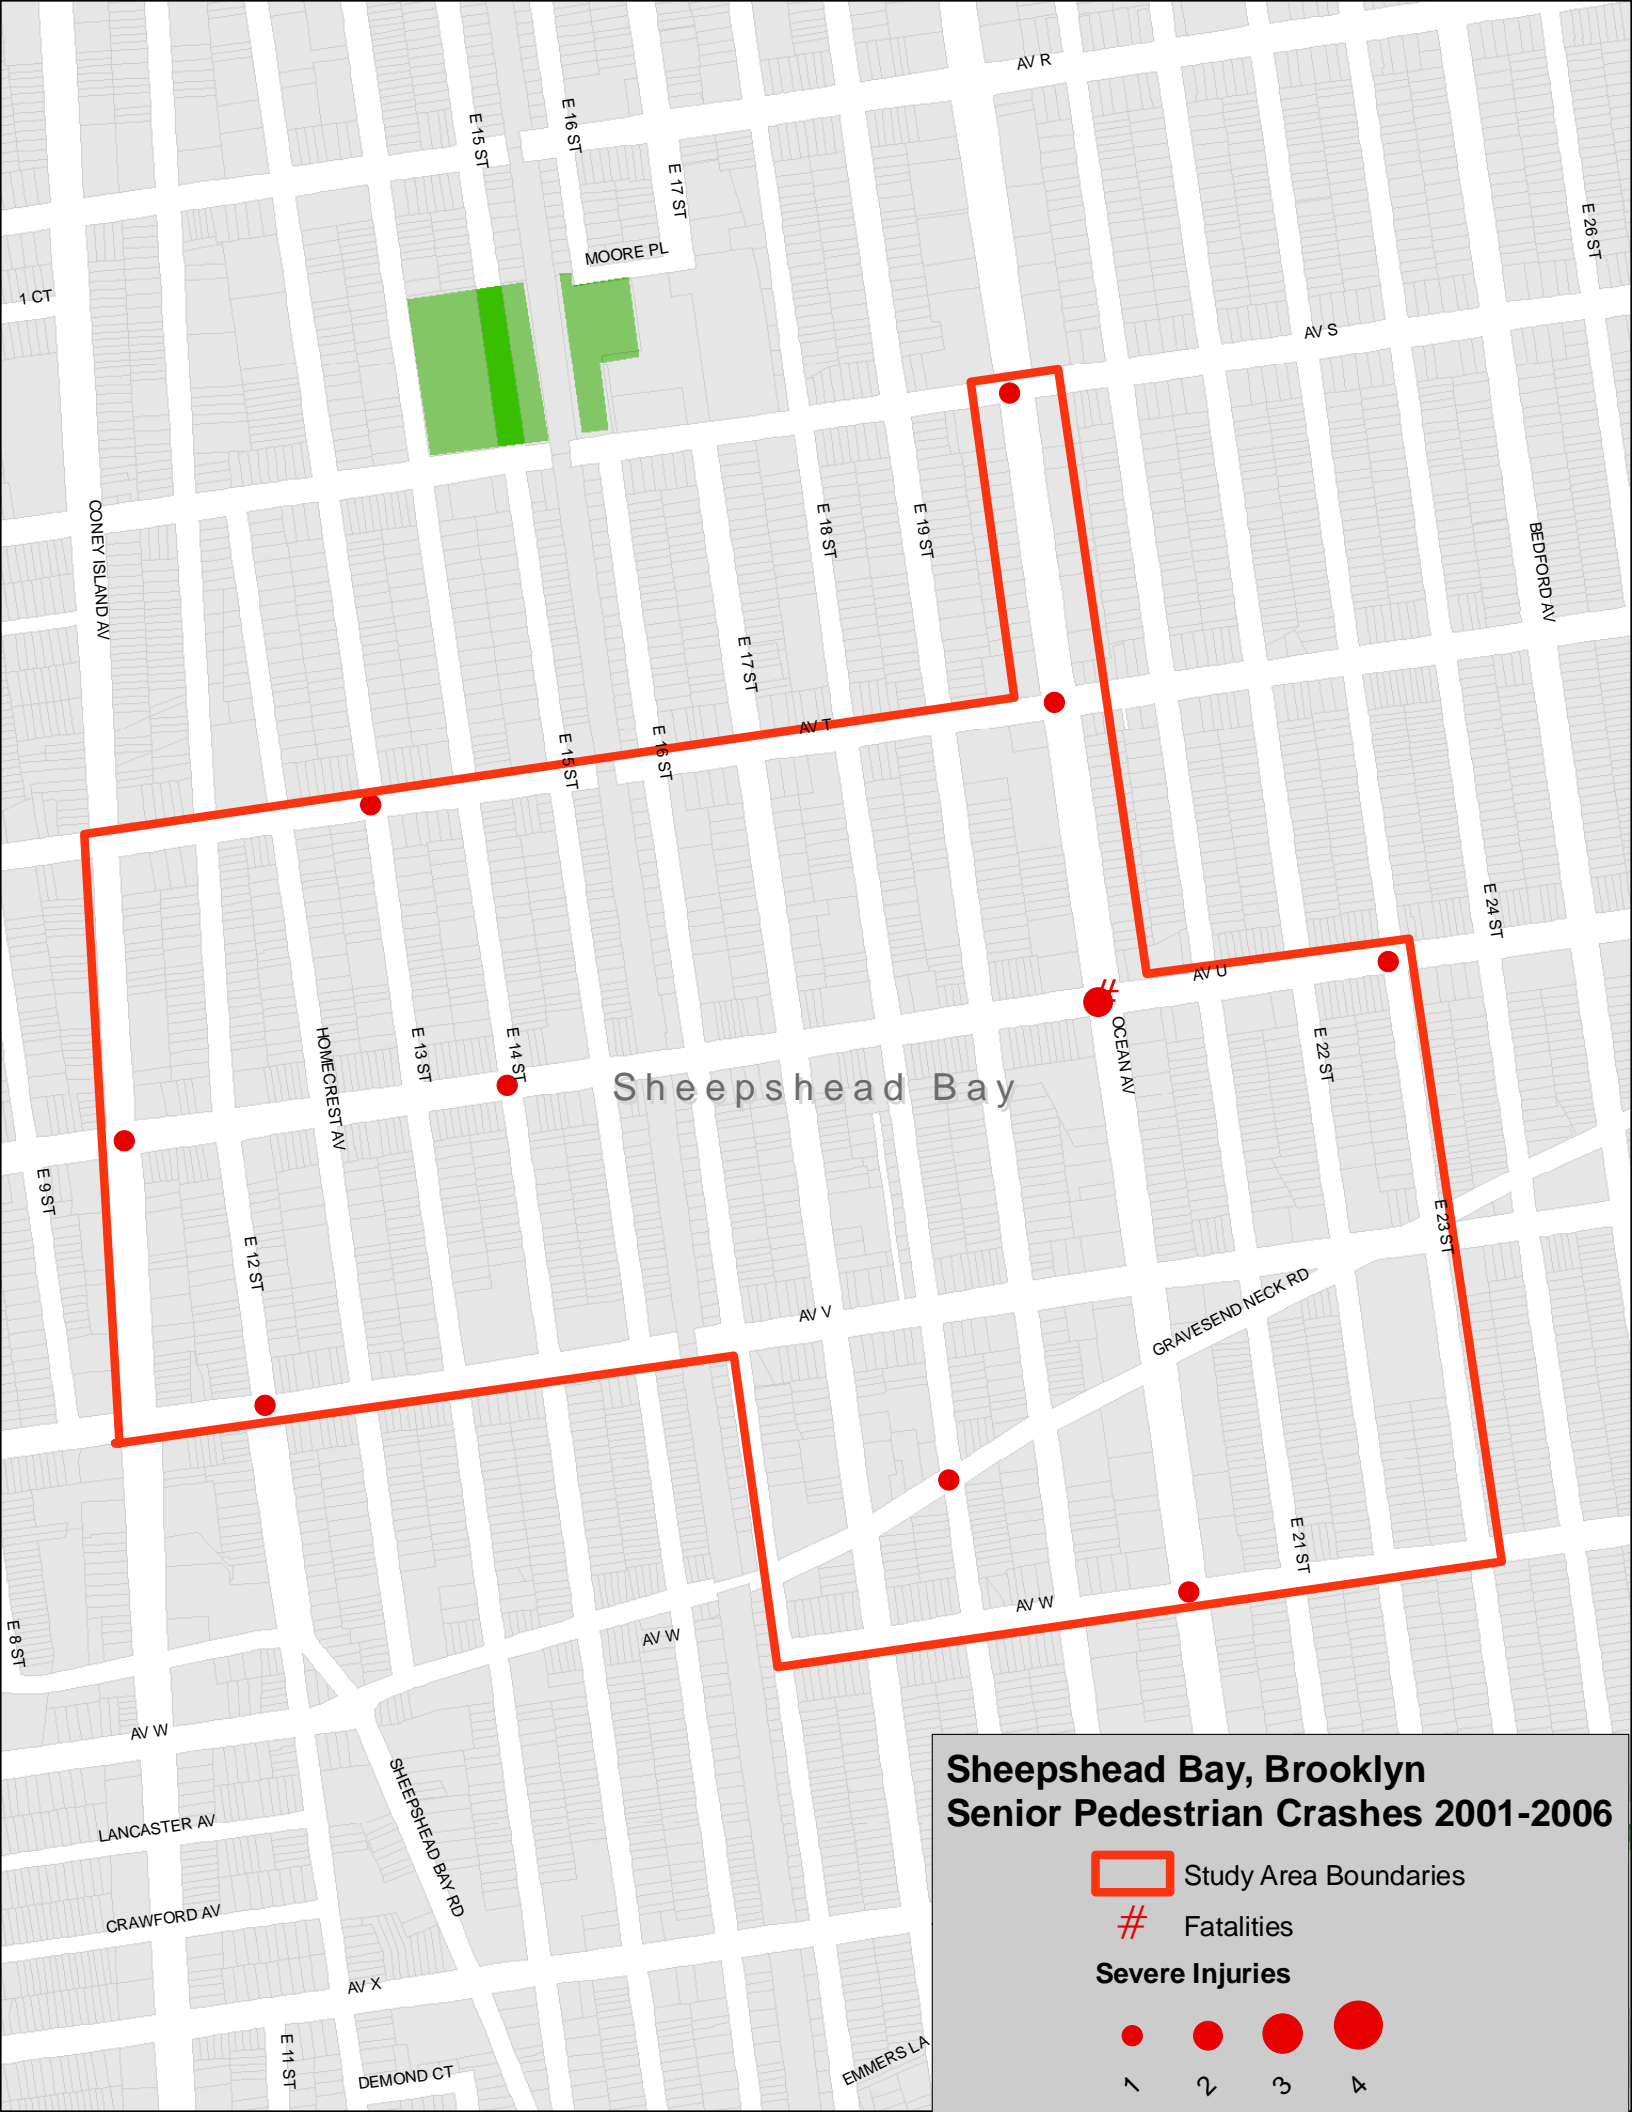 AV R
E 15 ST
E 16 ST
E 17 ST
E 26 ST
MOORE PL
1 CT
AV S
CONEY ISLAND AV
E 18 ST
E 19 ST
BEDFORD AV
E 17 ST
AV T
E 15 ST
E 16 ST
E 24 ST
AV U
#
OCEAN AV
HOMECREST AV
E 13 ST
E 14 ST
E 22 ST
Sheepshead Bay
E 9 ST
E 12 ST
E 23 ST
AV V
GRAVESEND NECK RD
E 21 ST
AV W
E 8 ST
AV W
AV W
SHEEPSHEAD BAY RD
LANCASTER AV
CRAWFORD AV
AV X
E 11 ST
DEMOND CT
EMMERS LA
Sheepshead Bay, Brooklyn
Senior Pedestrian Crashes 2001-2006
Study Area Boundaries
# Fatalities
Severe Injuries
1 2 3 4